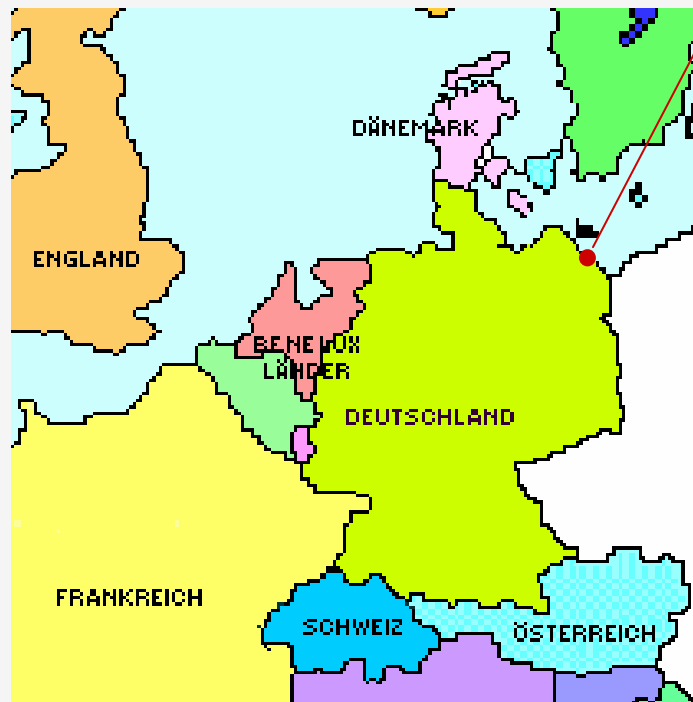 DÄNEMARK
ENGLAND
BENELUX
LÄNDER
DEUTSCHLAND
FRANKREICH
SCHWEIZ
ÖSTERREICH